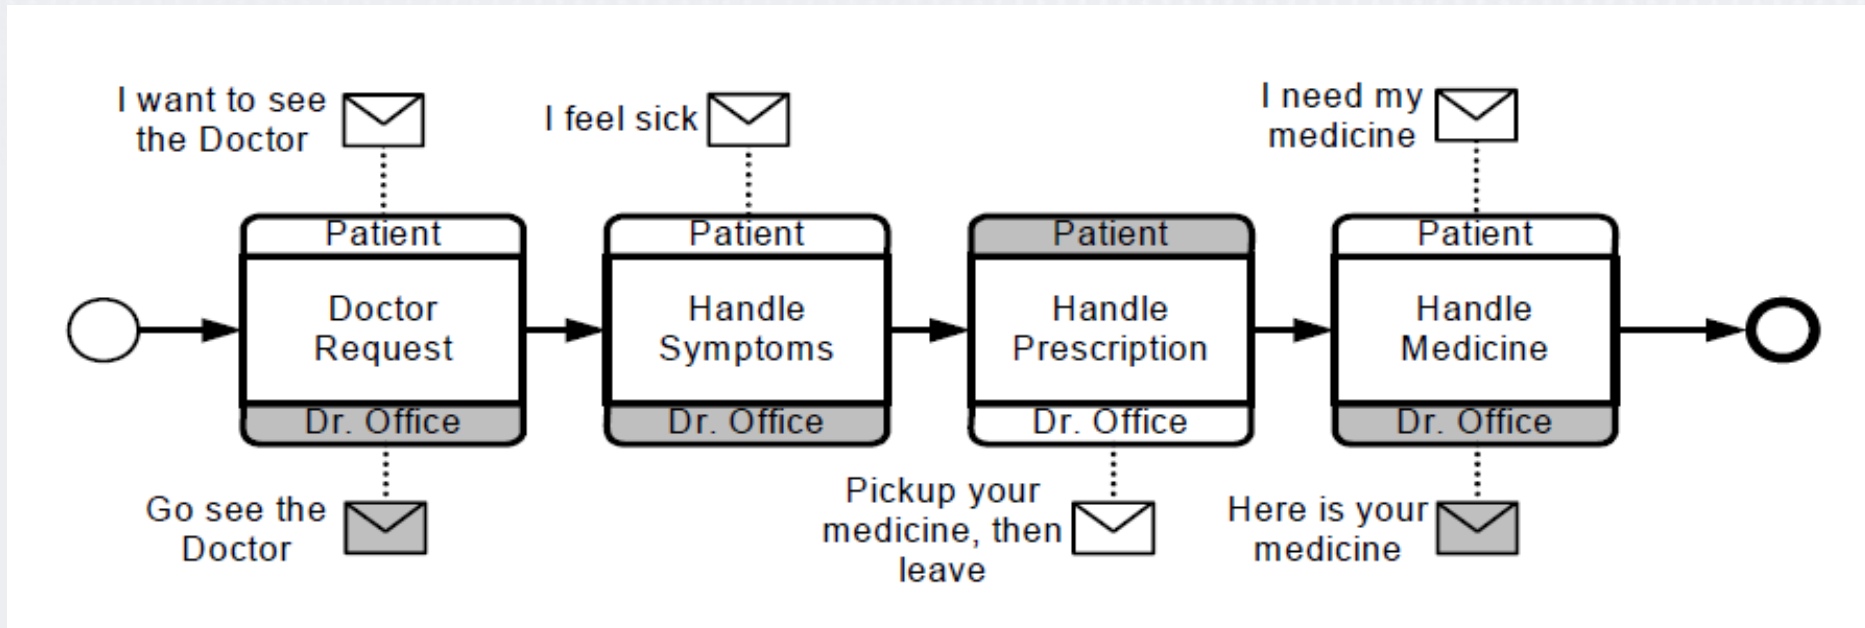 I want to see
the Doctor
I feel sick
I need my
medicine
Patient
Patient
Patient
Patient
Doctor
Request
Handle
Symptoms
Handle
Prescription
Handle
Medicine
Dr. Office
Dr. Office
Dr. Office
Dr. Office
Go see the
Doctor
Pickup your
medicine, then
leave
Here is your
medicine